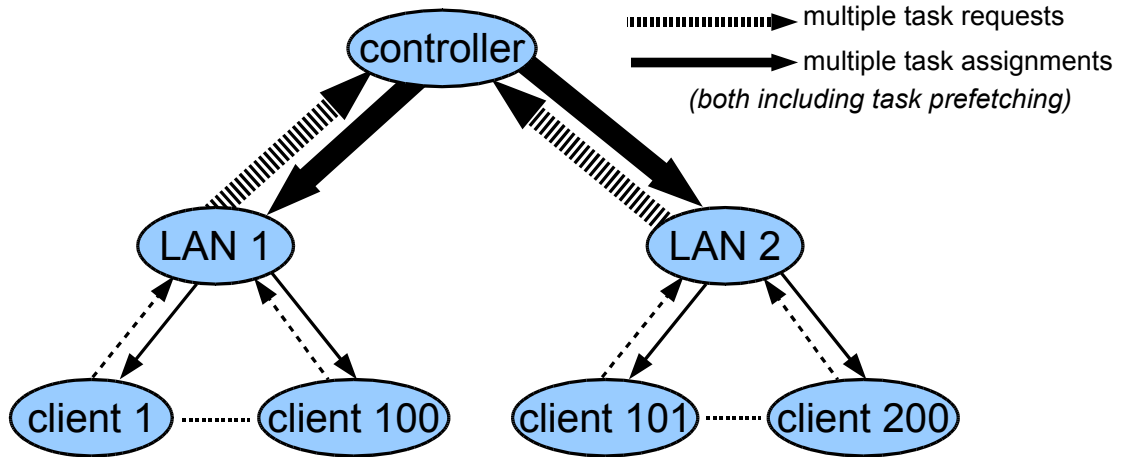 controller
multiple task requests
multiple task assignments
(both including task prefetching)
LAN 1
LAN 2
client 1
client 100
client 101
client 200